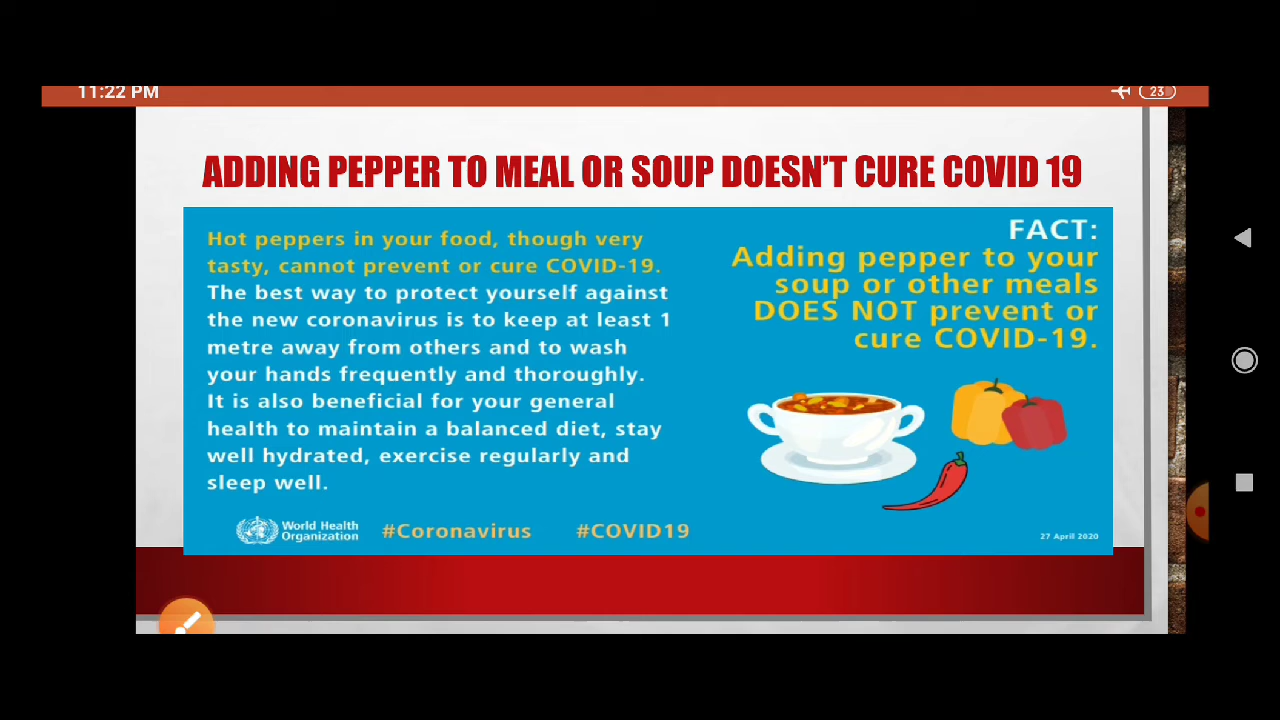 11:22 PM
23
ADDING PEPPER TO MEAL OR SOUP DOESN'T CURE COVID 19
Hot peppers in your food, though very
tasty, cannot prevent or cure COVID-19.
The best way to protect yourself against
the new coronavirus is to keep at least 1
metre away from others and to wash
your hands frequently and thoroughly.
It is also beneficial for your general
health to maintain a balanced diet, stay
well hydrated, exercise regularly and
sleep well.
World Health
Organization
#Coronavirus
#COVID19
FACT:
Adding pepper to your
soup or other meals
DOES NOT prevent or
cure COVID-19.
27 April 2020